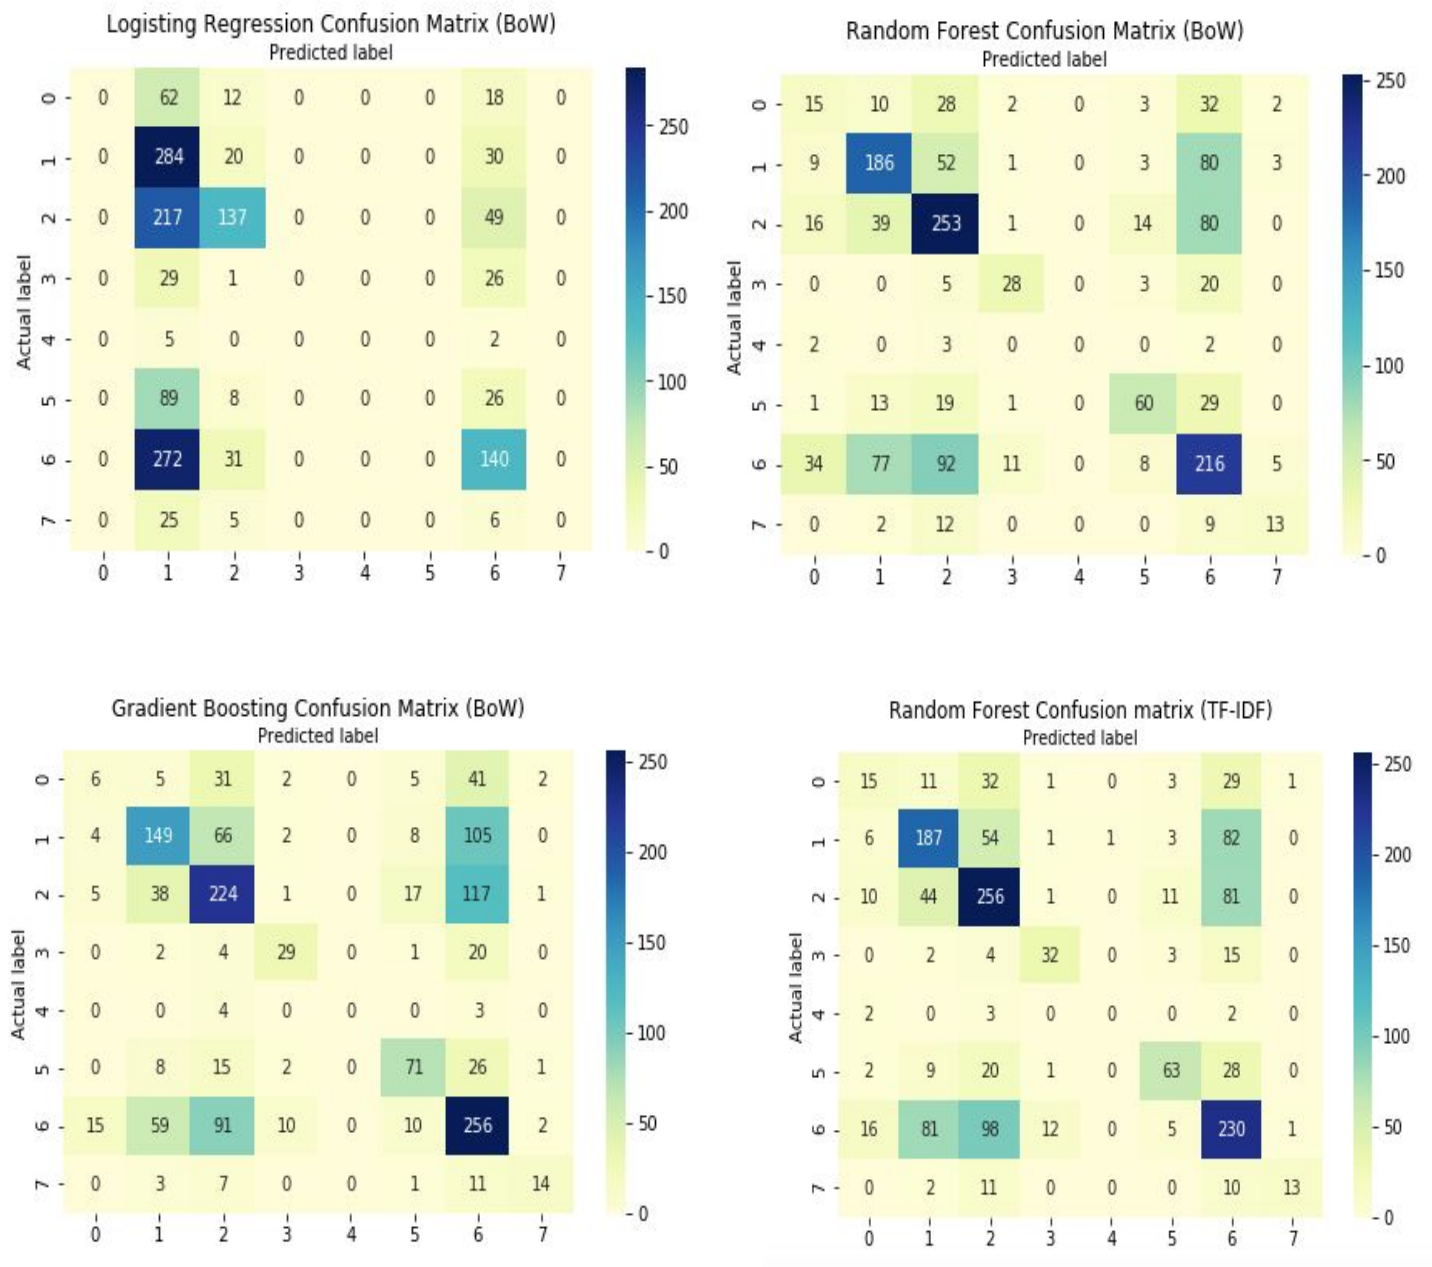 Logisting Regression Confusion Matrix (BoW)
Predicted label
Actual label
0 0 62 12 0 0 0 18 0
1 0 284 20 0 0 0 30 0
2 0 217 137 0 0 0 49 0
3 0 29 1 0 0 0 26 0
4 0 5 0 0 0 0 2 0
5 0 89 8 0 0 0 26 0
6 0 272 31 0 0 0 140 0
7 0 25 5 0 0 0 6 0
0 1 2 3 4 5 6 7
250
200
150
100
50
0
Random Forest Confusion Matrix (BoW)
Predicted label
Actual label
0 15 10 28 2 0 3 32 2
1 9 186 52 1 0 3 80 3
2 16 39 253 1 0 14 80 0
3 0 0 5 28 0 3 20 0
4 2 0 3 0 0 0 2 0
5 1 13 19 1 0 60 29 0
6 34 77 92 11 0 8 216 5
7 0 2 12 0 0 0 9 13
0 1 2 3 4 5 6 7
250
200
150
100
50
0
Gradient Boosting Confusion Matrix (BoW)
Predicted label
Actual label
0 6 5 31 2 0 5 41 2
1 4 149 66 2 0 8 105 0
2 5 38 224 1 0 17 117 1
3 0 2 4 29 0 1 20 0
4 0 0 4 0 0 0 3 0
5 0 8 15 2 0 71 26 1
6 15 59 91 10 0 10 256 2
7 0 3 7 0 0 1 11 14
0 1 2 3 4 5 6 7
250
200
150
100
50
0
Random Forest Confusion matrix (TF-IDF)
Predicted label
Actual label
0 15 11 32 1 0 3 29 1
1 6 187 54 1 1 3 82 0
2 10 44 256 1 0 11 81 0
3 0 2 4 32 0 3 15 0
4 2 0 3 0 0 0 2 0
5 2 9 20 1 0 63 28 0
6 16 81 98 12 0 5 230 1
7 0 2 11 0 0 0 10 13
0 1 2 3 4 5 6 7
250
200
150
100
50
0